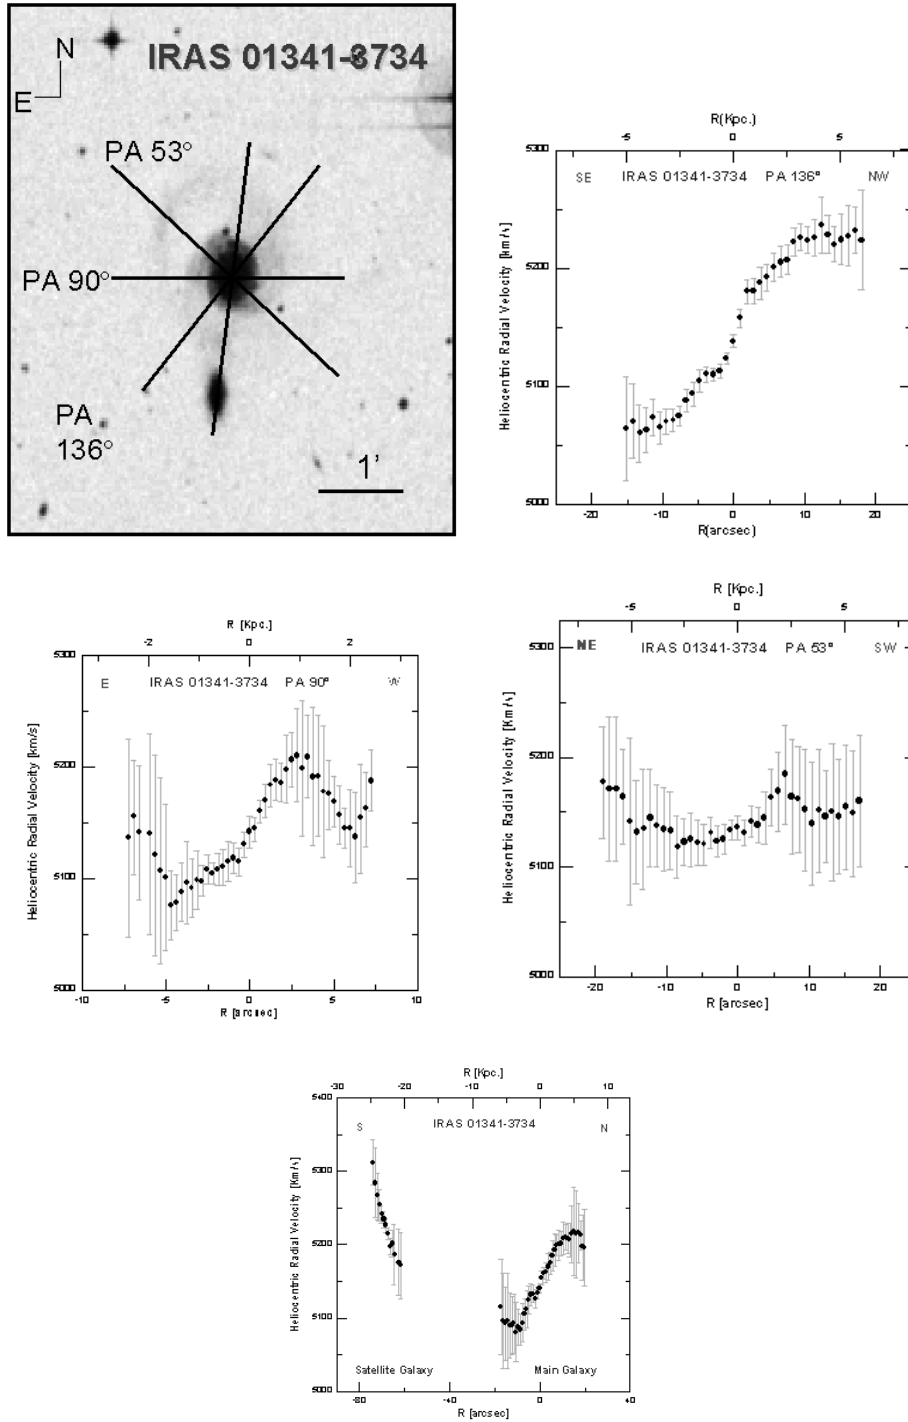 IRAS 01341-3734
N
E
PA 53°
PA 90°
PA
136°
1'
R(Kpc.)
-5 0 5
5300
SE IRAS 01341-3734 PA 136° NW
5200
5100
5000
Heliocentric Radial Velocity [km/s]
-20 -10 0 10 20
R(arcsec)
R [Kpc.]
-2 0 2
5300
E IRAS 01341-3734 PA 90° W
5200
5100
5000
Heliocentric Radial Velocity [km/s]
-10 -5 0 5 10
R [arcsec]
R [Kpc.]
-5 0 5
5300
NE IRAS 01341-3734 PA 53° SW
5200
5100
5000
Heliocentric Radial Velocity [Km/s]
-20 -10 0 10 20
R [arcsec]
R [Kpc.]
-30 -20 -10 0 10
5400
S IRAS 01341-3734 N
5300
5200
5100
5000
Heliocentric Radial Velocity [Km/s]
Satellite Galaxy Main Galaxy
-80 -40 0 40
R [arcsec]